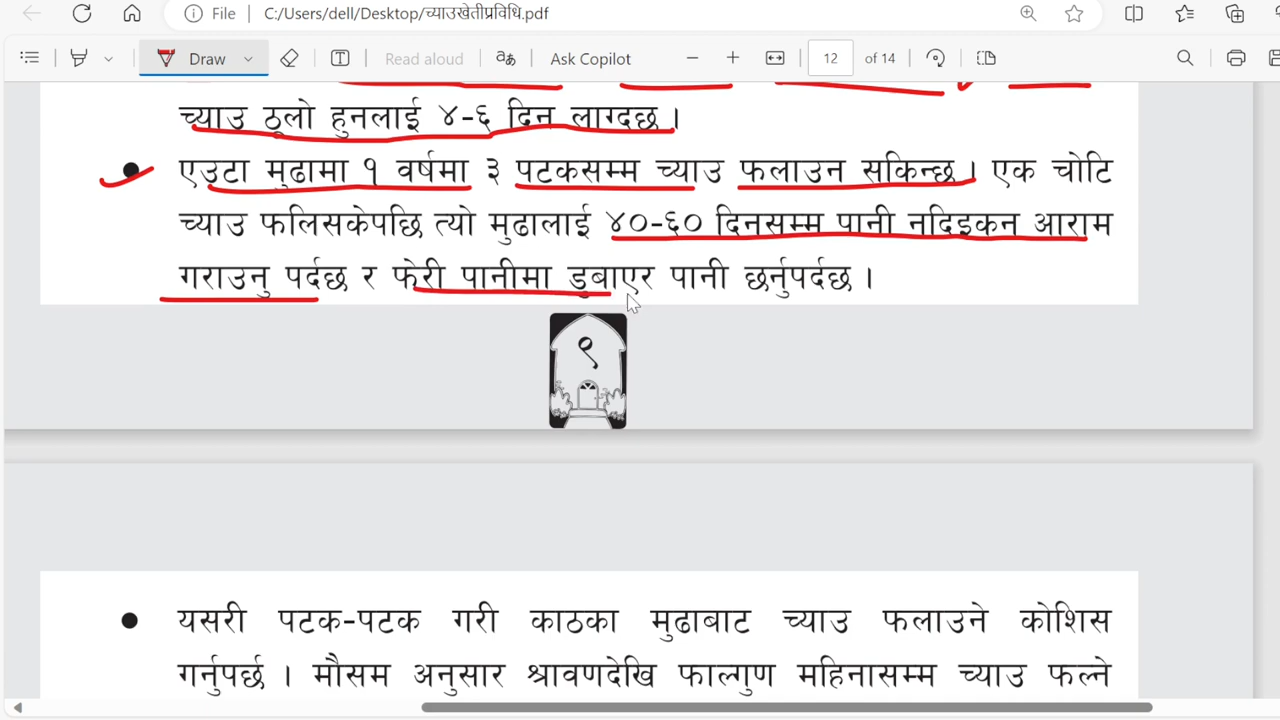 File
C:/Users/dell/Desktop/च्याउखेतीप्रविधि.pdf
Draw
Read aloud
Ask Copilot
12
of 14
च्याउ ठूलो हुनलाई ४-६ दिन लाग्दछ ।
● एउटा मुढामा १ वर्षमा ३ पटकसम्म च्याउ फलाउन सकिन्छ । एक चोटि
च्याउ फलिसकेपछि त्यो मुढालाई ४०-६० दिनसम्म पानी नदिइकन आराम
गराउनु पर्दछ र फेरी पानीमा डुबाएर पानी छर्नुपर्दछ ।
९
● यसरी पटक-पटक गरी काठका मुढाबाट च्याउ फलाउने कोशिस
गर्नुपर्छ । मौसम अनुसार श्रावणदेखि फाल्गुण महिनासम्म च्याउ फल्ने